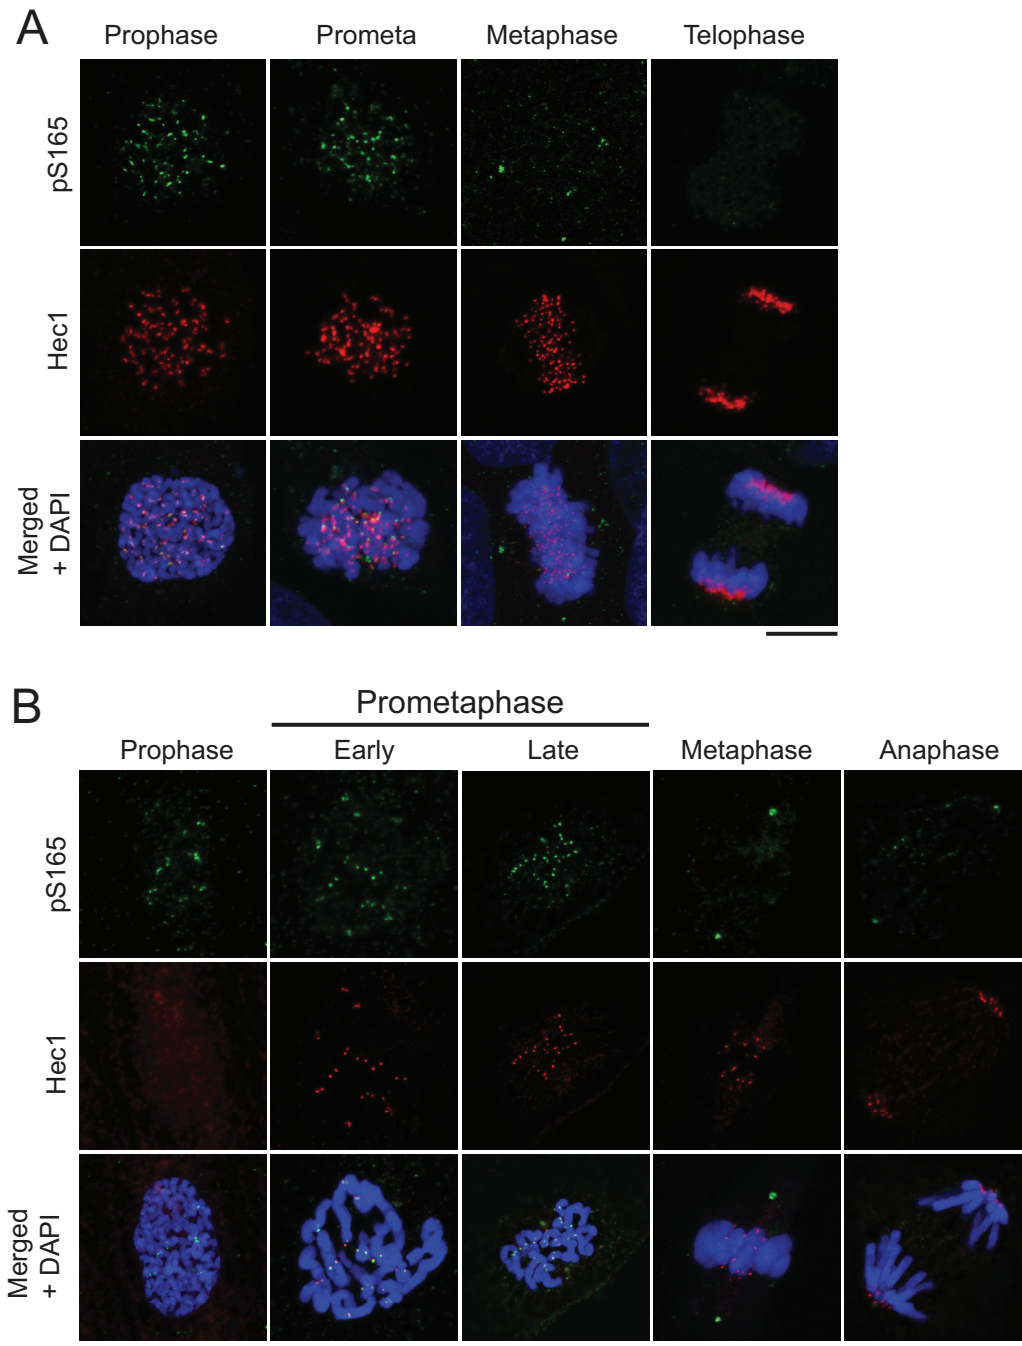 A
Prophase Prometa Metaphase Telophase
pS165
Hec1
Merged
+ DAPI
B
Prometaphase
Prophase Early Late Metaphase Anaphase
pS165
Hec1
Merged
+ DAPI